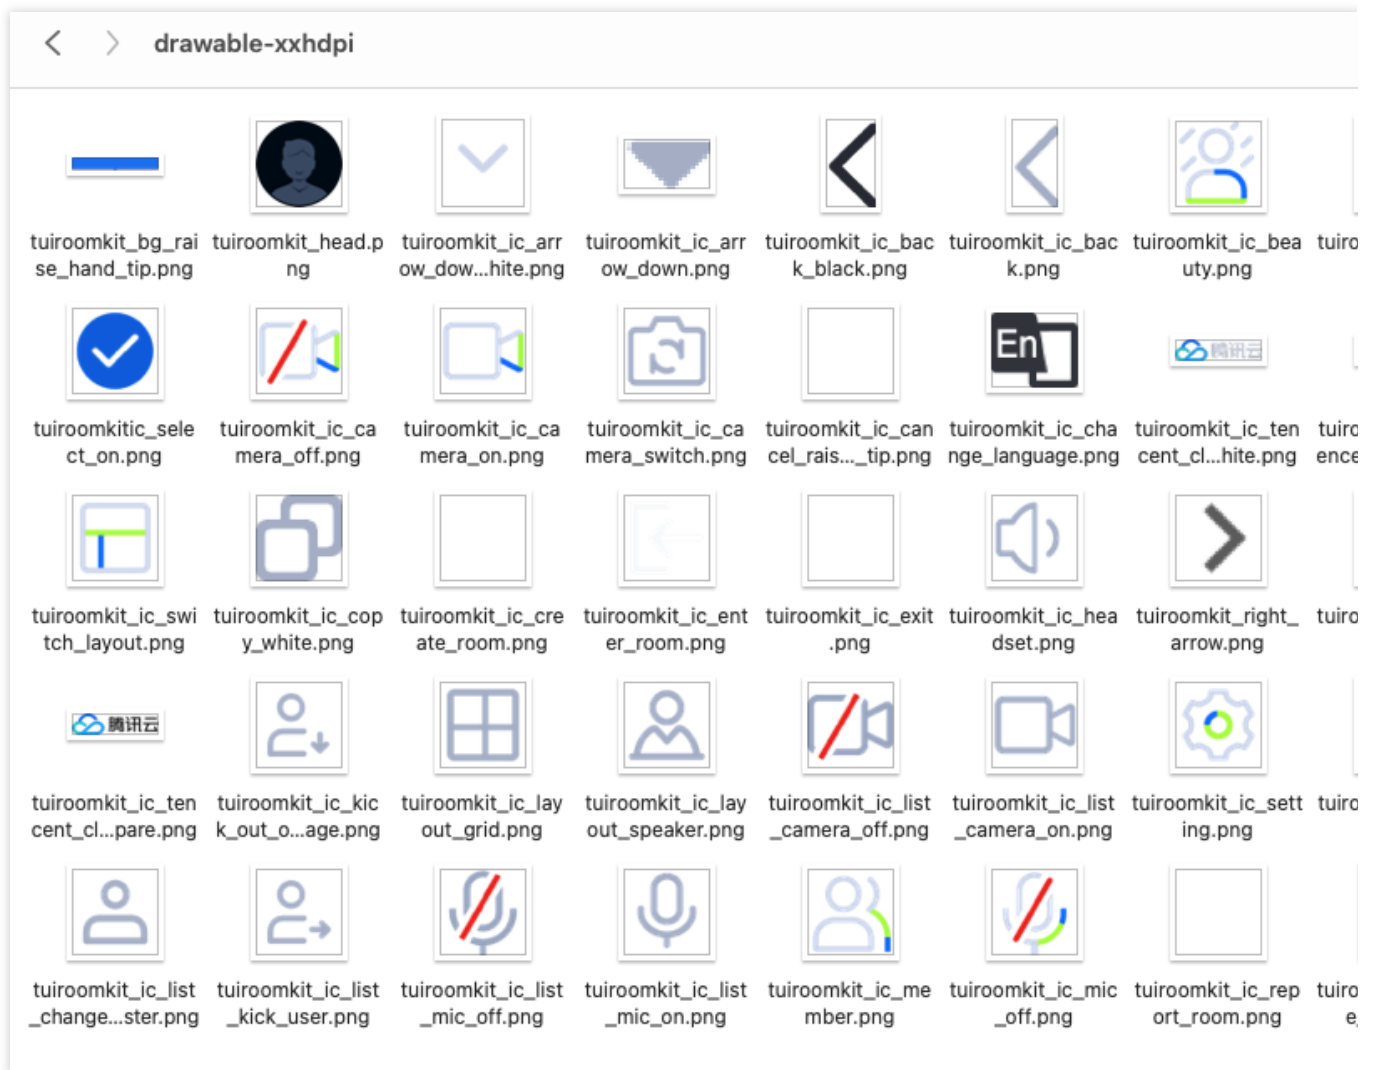 drawable-xxhdpi
tuiroomkit_bg_rai
se_hand_tip.png
tuiroomkit_head.p
ng
tuiroomkit_ic_arr
ow_dow...hite.png
tuiroomkit_ic_arr
ow_down.png
tuiroomkit_ic_bac
k_black.png
tuiroomkit_ic_bac
k.png
tuiroomkit_ic_bea
uty.png
tuiro
En
腾讯云
tuiroomkitic_sele
ct_on.png
tuiroomkit_ic_ca
mera_off.png
tuiroomkit_ic_ca
mera_on.png
tuiroomkit_ic_ca
mera_switch.png
tuiroomkit_ic_can
cel_rais..._tip.png
tuiroomkit_ic_cha
nge_language.png
tuiroomkit_ic_ten
cent_cl...hite.png
tuiro
ence
tuiroomkit_ic_swi
tch_layout.png
tuiroomkit_ic_cop
y_white.png
tuiroomkit_ic_cre
ate_room.png
tuiroomkit_ic_ent
er_room.png
tuiroomkit_ic_exit
.png
tuiroomkit_ic_hea
dset.png
tuiroomkit_right_
arrow.png
tuiro
腾讯云
tuiroomkit_ic_ten
cent_cl...pare.png
tuiroomkit_ic_kic
k_out_o...age.png
tuiroomkit_ic_lay
out_grid.png
tuiroomkit_ic_lay
out_speaker.png
tuiroomkit_ic_list
_camera_off.png
tuiroomkit_ic_list
_camera_on.png
tuiroomkit_ic_sett
ing.png
tuiro
tuiroomkit_ic_list
_change...ster.png
tuiroomkit_ic_list
_kick_user.png
tuiroomkit_ic_list
_mic_off.png
tuiroomkit_ic_list
_mic_on.png
tuiroomkit_ic_me
mber.png
tuiroomkit_ic_mic
_off.png
tuiroomkit_ic_rep
ort_room.png
tuiro
e